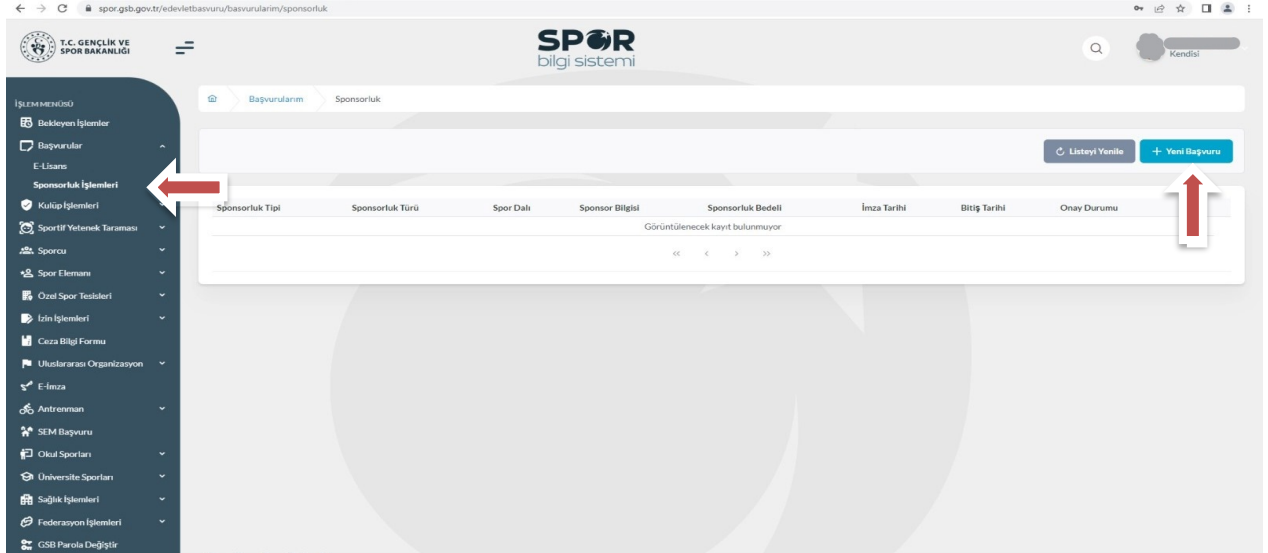 spor.gsb.gov.tr/edevletbasvuru/basvurularim/sponsorluk
T.C. GENÇLİK VE
SPOR BAKANLIĞI
SPOR
bilgi sistemi
Kendisi
İŞLEM MENÜSÜ
Bekleyen İşlemler
Başvurular
E-Lisans
Sponsorluk İşlemleri
Kulüp İşlemleri
Sportif Yetenek Taraması
Sporcu
Spor Elemanı
Özel Spor Tesisleri
İzin İşlemleri
Ceza Bilgi Formu
Uluslararası Organizasyon
E-İmza
Antrenman
SEM Başvuru
Okul Sporları
Üniversite Sporları
Sağlık İşlemleri
Federasyon İşlemleri
GSB Parola Değiştir
Başvurularım Sponsorluk
Listeyi Yenile + Yeni Başvuru
Sponsorluk Tipi Sponsorluk Türü Spor Dalı Sponsor Bilgisi Sponsorluk Bedeli İmza Tarihi Bitiş Tarihi Onay Durumu
Görüntülenecek kayıt bulunmuyor
<< < > >>